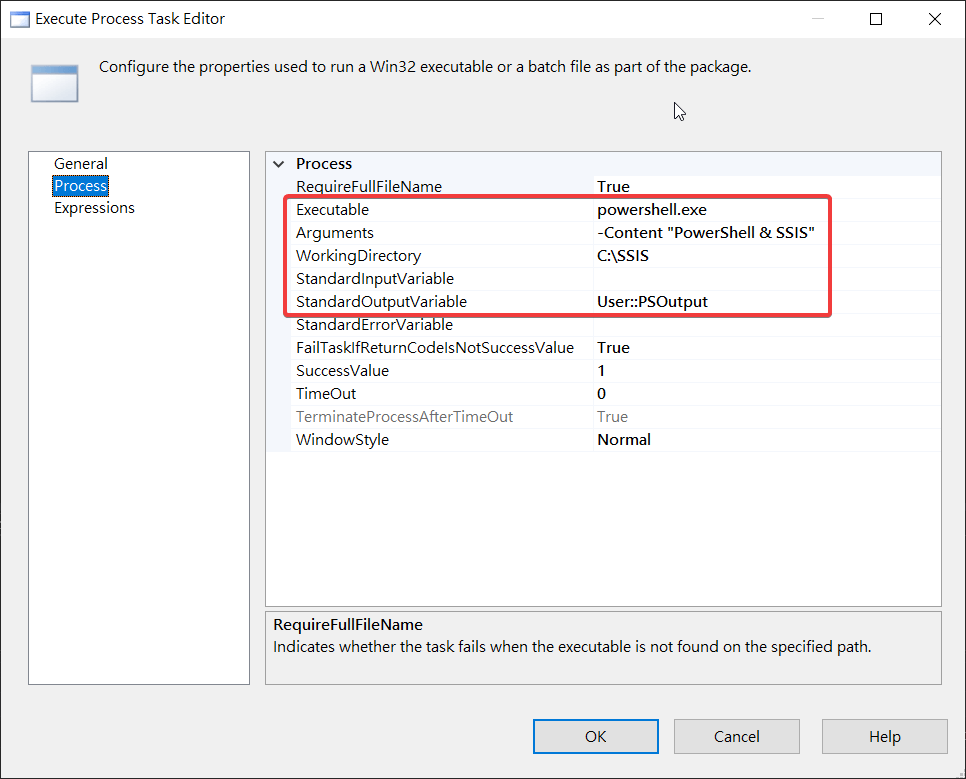 Execute Process Task Editor
Configure the properties used to run a Win32 executable or a batch file as part of the package.
General
Process
Expressions
Process
RequireFullFileName True
Executable powershell.exe
Arguments -Content "PowerShell & SSIS"
WorkingDirectory C:\SSIS
StandardInputVariable
StandardOutputVariable User::PSOutput
StandardErrorVariable
FailTaskIfReturnCodeIsNotSuccessValue True
SuccessValue 1
TimeOut 0
TerminateProcessAfterTimeOut True
WindowStyle Normal
RequireFullFileName
Indicates whether the task fails when the executable is not found on the specified path.
OK Cancel Help